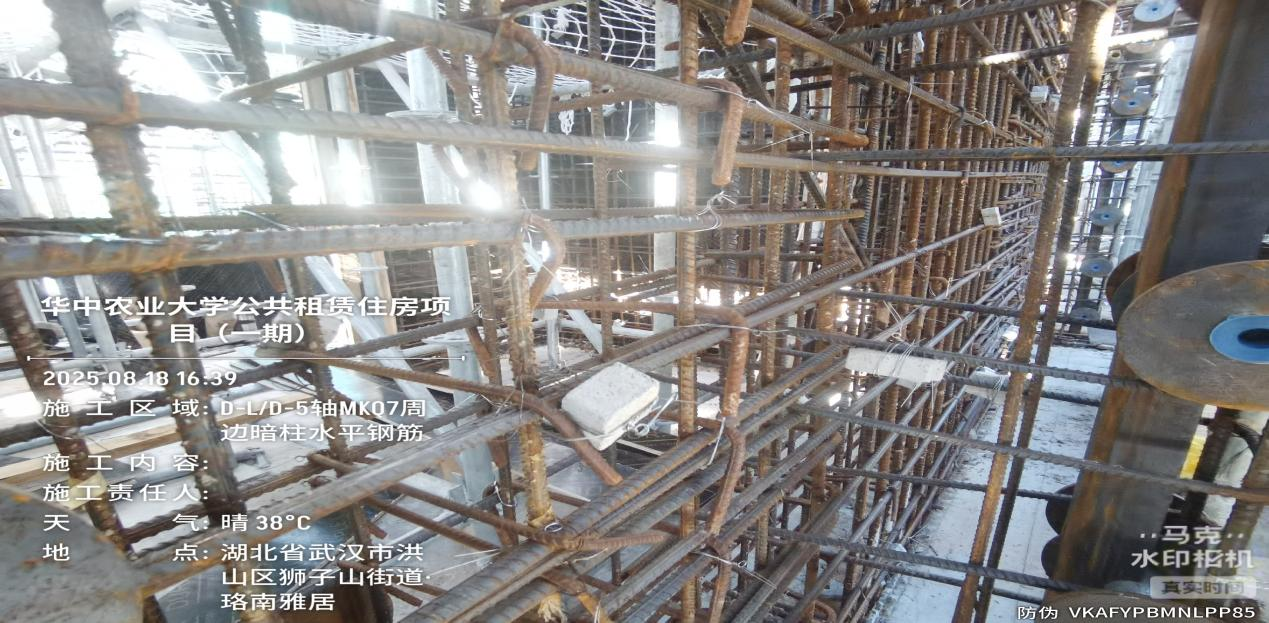 华中农业大学公共租赁住房项
目（一期）
2025.08.18 16:39
施工区域：D-L/D-5轴MKQ7周
边暗柱水平钢筋
施工内容：
施工责任人：
天气：晴 38°C
地点：湖北省武汉市洪
山区狮子山街道·
珞南雅居
马克
水印相机
真实时间
防伪 VKAFYPBMNLPP85